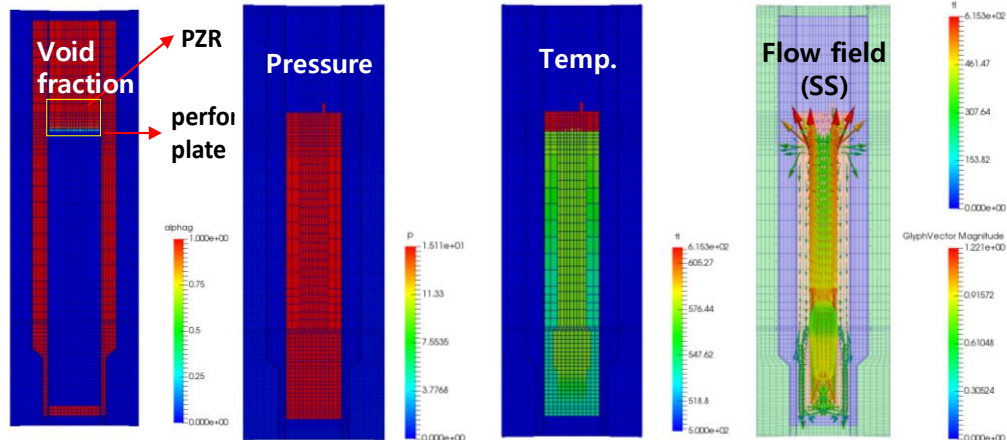 Void
fraction
PZR
perfor
plate
alphag
1.000e+00
0.75
0.5
0.25
0.000e+00
Pressure
p
1.511e+01
11.33
7.5535
3.7768
0.000e+00
Temp.
tl
6.153e+02
605.27
576.44
547.62
518.8
5.000e+02
Flow field
(SS)
tl
6.153e+02
461.47
307.64
153.82
0.000e+00
GlyphVector Magnitude
1.221e+00
0.91572
0.61048
0.30524
0.000e+00